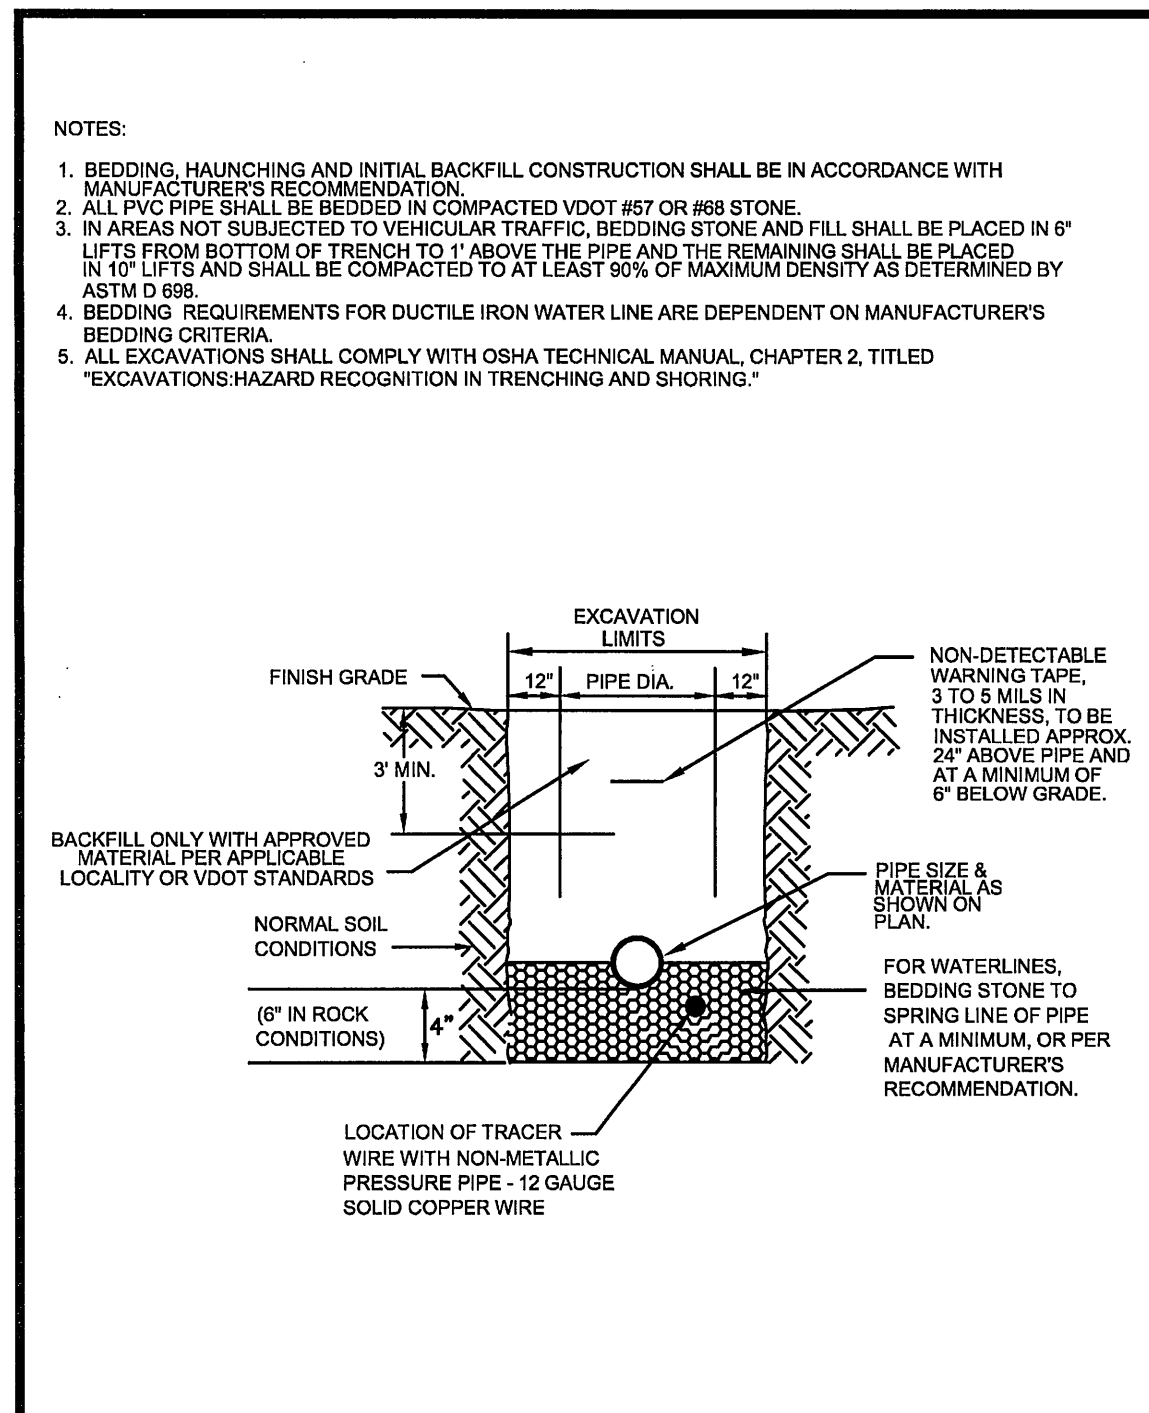 NOTES:
1. BEDDING, HAUNCHING AND INITIAL BACKFILL CONSTRUCTION SHALL BE IN ACCORDANCE WITH
MANUFACTURER'S RECOMMENDATION.
2. ALL PVC PIPE SHALL BE BEDDED IN COMPACTED VDOT #57 OR #68 STONE.
3. IN AREAS NOT SUBJECTED TO VEHICULAR TRAFFIC, BEDDING STONE AND FILL SHALL BE PLACED IN 6"
LIFTS FROM BOTTOM OF TRENCH TO 1' ABOVE THE PIPE AND THE REMAINING SHALL BE PLACED
IN 10" LIFTS AND SHALL BE COMPACTED TO AT LEAST 90% OF MAXIMUM DENSITY AS DETERMINED BY
ASTM D 698.
4. BEDDING REQUIREMENTS FOR DUCTILE IRON WATER LINE ARE DEPENDENT ON MANUFACTURER'S
BEDDING CRITERIA.
5. ALL EXCAVATIONS SHALL COMPLY WITH OSHA TECHNICAL MANUAL, CHAPTER 2, TITLED
"EXCAVATIONS:HAZARD RECOGNITION IN TRENCHING AND SHORING."
EXCAVATION
LIMITS
12" PIPE DIA. 12"
FINISH GRADE
NON-DETECTABLE
WARNING TAPE,
3 TO 5 MILS IN
THICKNESS, TO BE
INSTALLED APPROX.
24" ABOVE PIPE AND
AT A MINIMUM OF
6" BELOW GRADE.
3' MIN.
BACKFILL ONLY WITH APPROVED
MATERIAL PER APPLICABLE
LOCALITY OR VDOT STANDARDS
PIPE SIZE &
MATERIAL AS
SHOWN ON
PLAN.
NORMAL SOIL
CONDITIONS
FOR WATERLINES,
BEDDING STONE TO
SPRING LINE OF PIPE
AT A MINIMUM, OR PER
MANUFACTURER'S
RECOMMENDATION.
(6" IN ROCK
CONDITIONS)
4"
LOCATION OF TRACER
WIRE WITH NON-METALLIC
PRESSURE PIPE - 12 GAUGE
SOLID COPPER WIRE